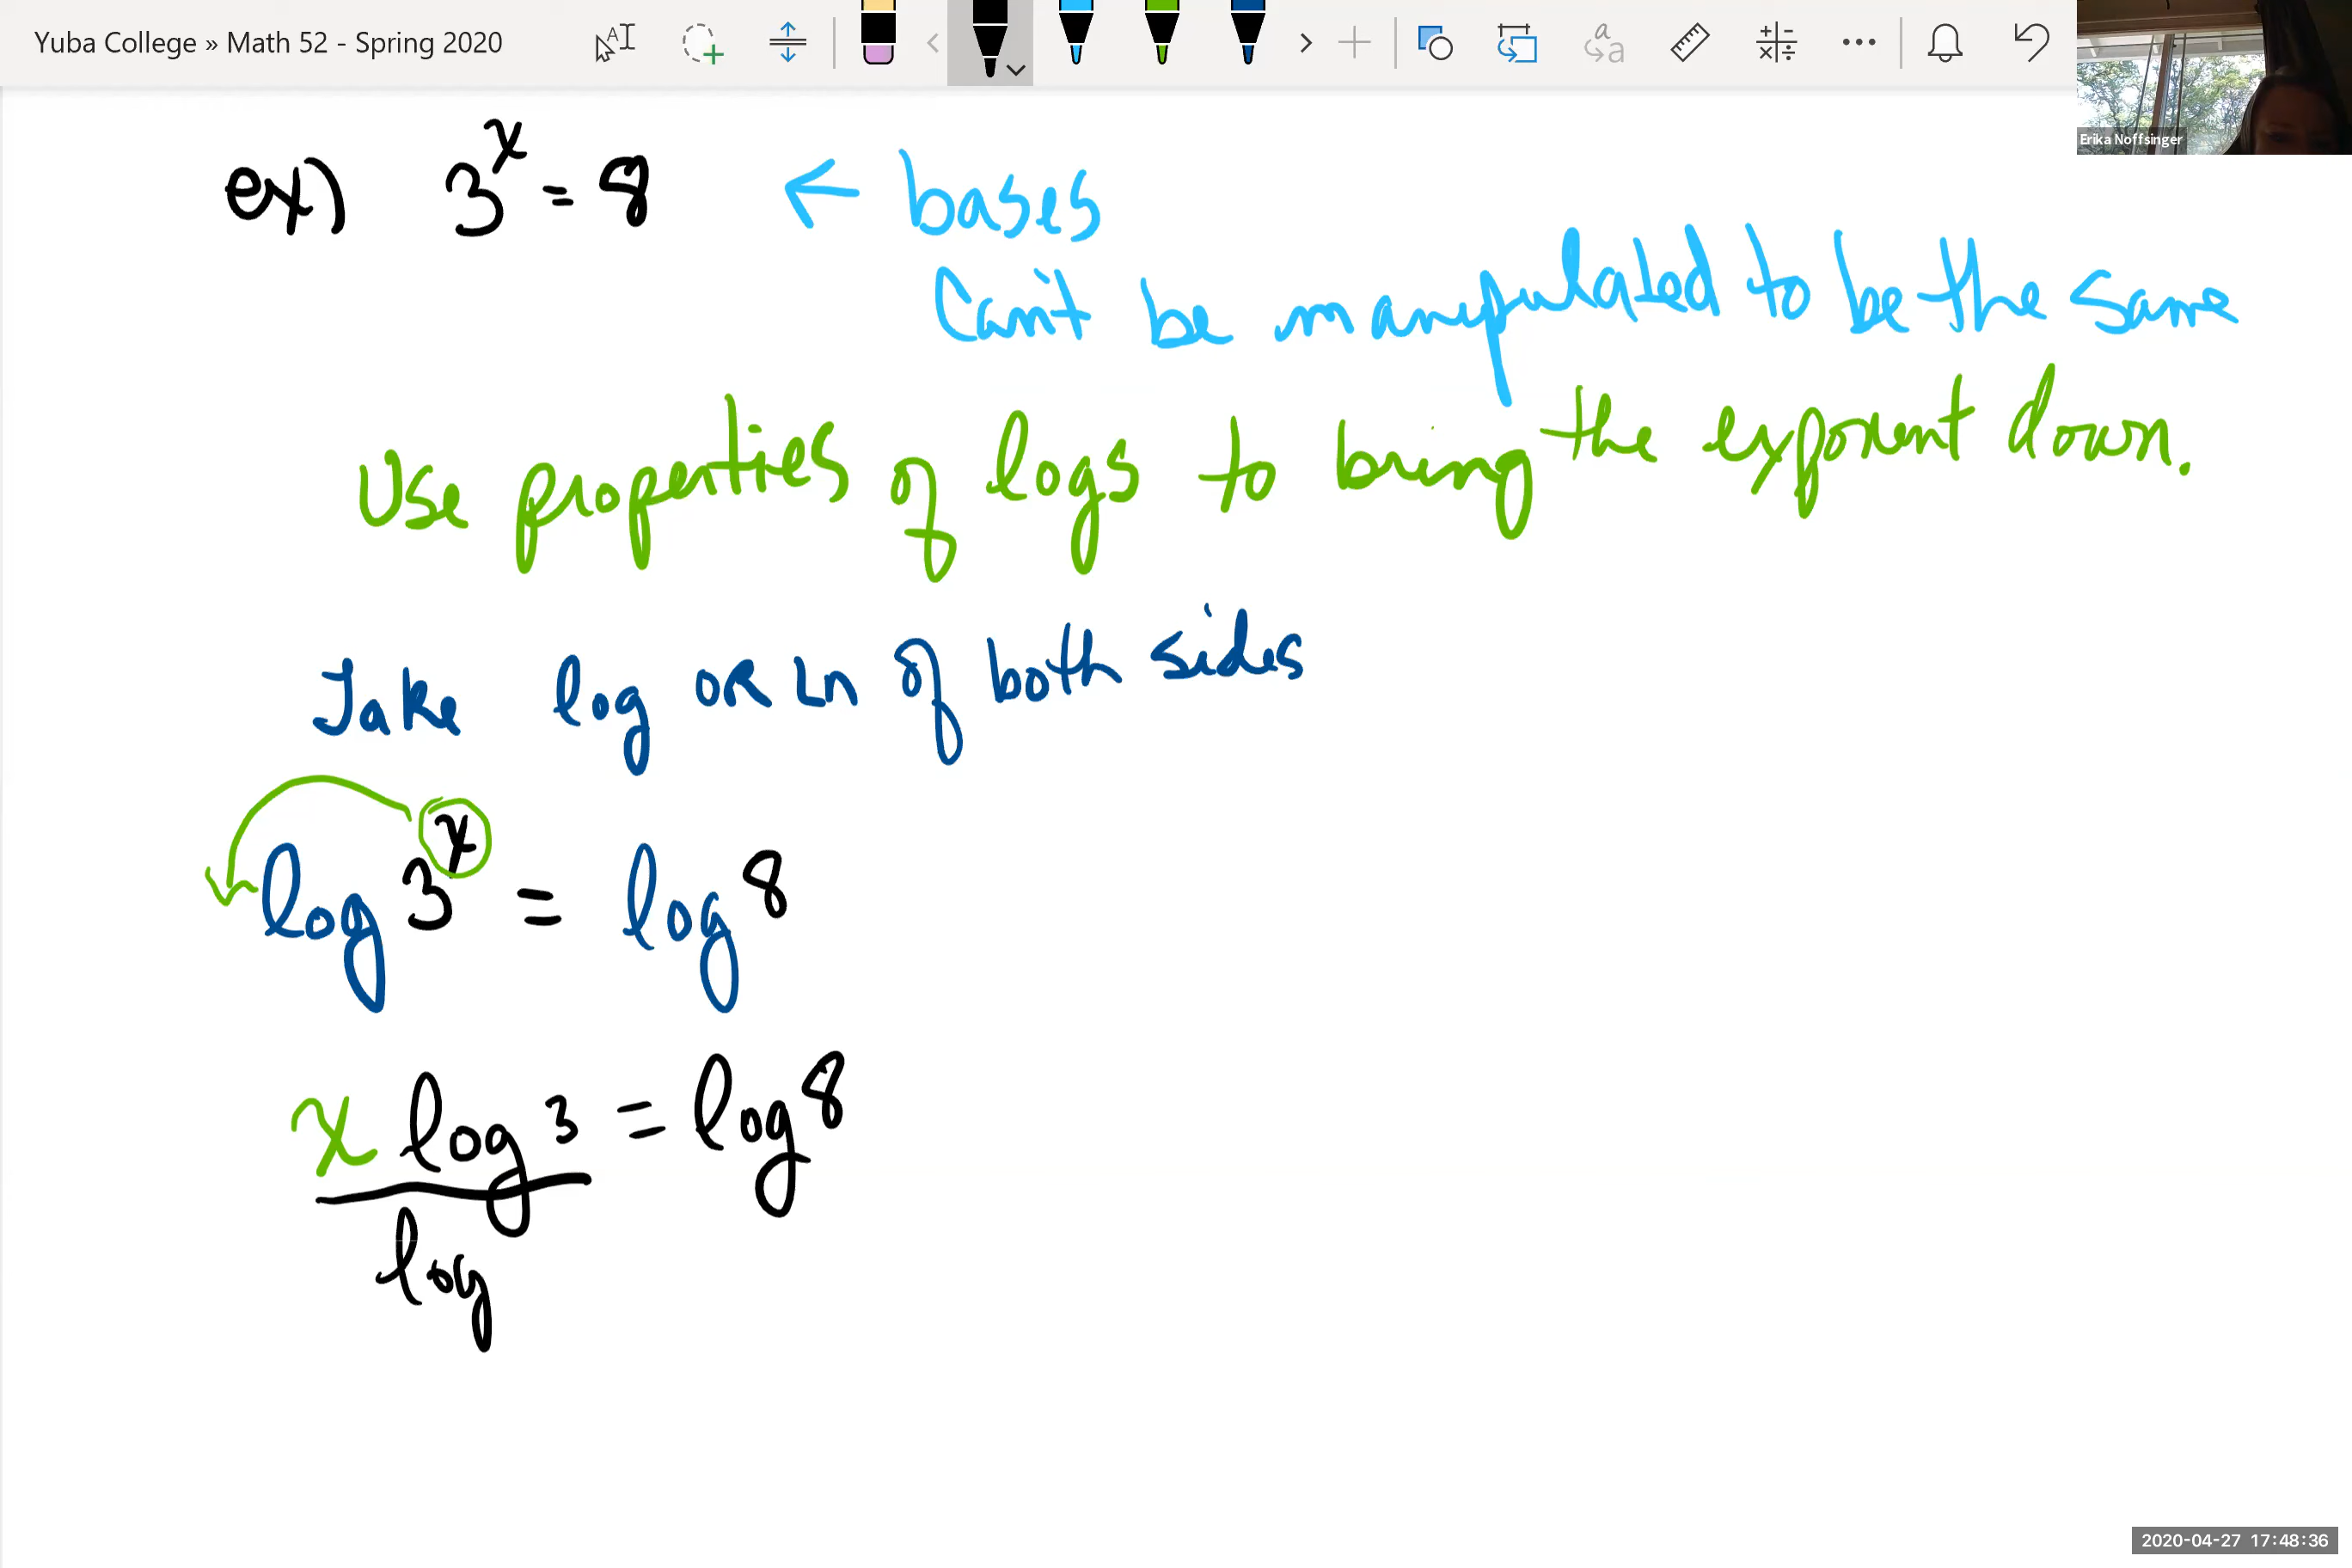 Yuba College » Math 52 - Spring 2020
Erika Noffsinger
ex) 3^x = 8 ← bases
Can't be manipulated to be the same
Use properties of logs to bring the exponent down.
Take log or Ln of both sides
log 3^x = log 8
x log 3 = log 8
log
2020-04-27 17:48:36